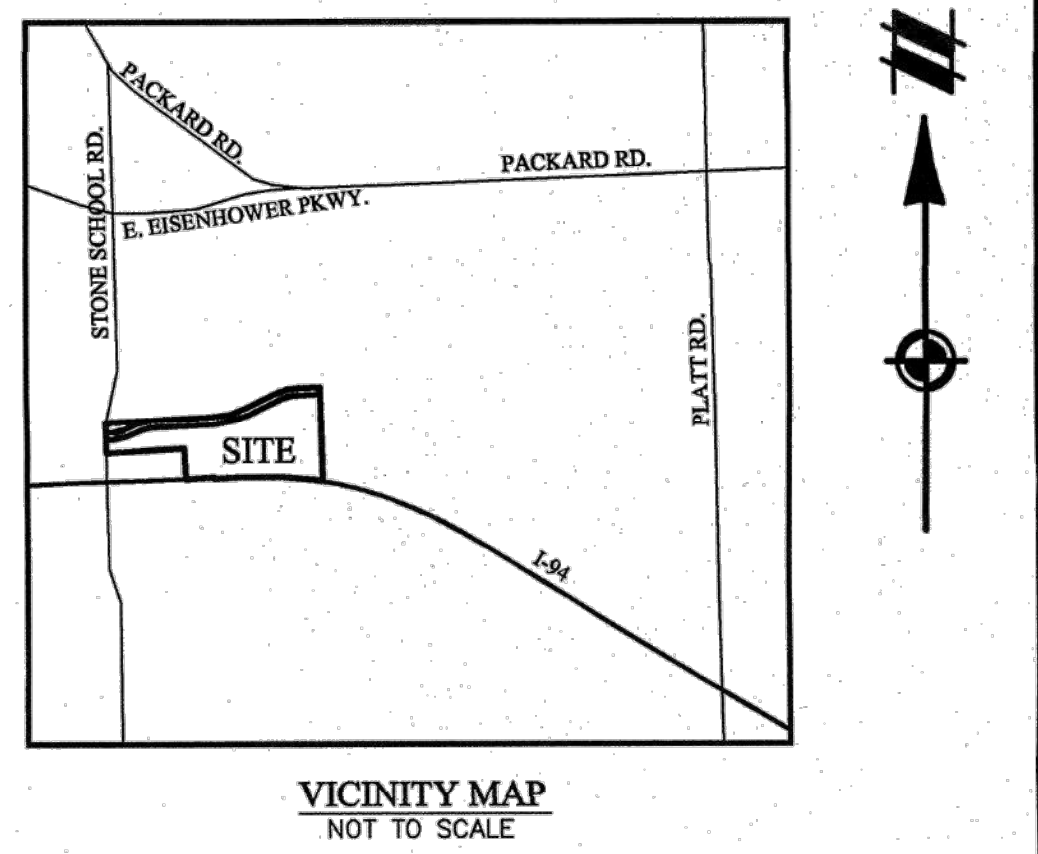 PACKARD RD.
STONE SCHOOL RD.
PACKARD RD.
E. EISENHOWER PKWY.
PLATT RD.
SITE
I-94
VICINITY MAP
NOT TO SCALE